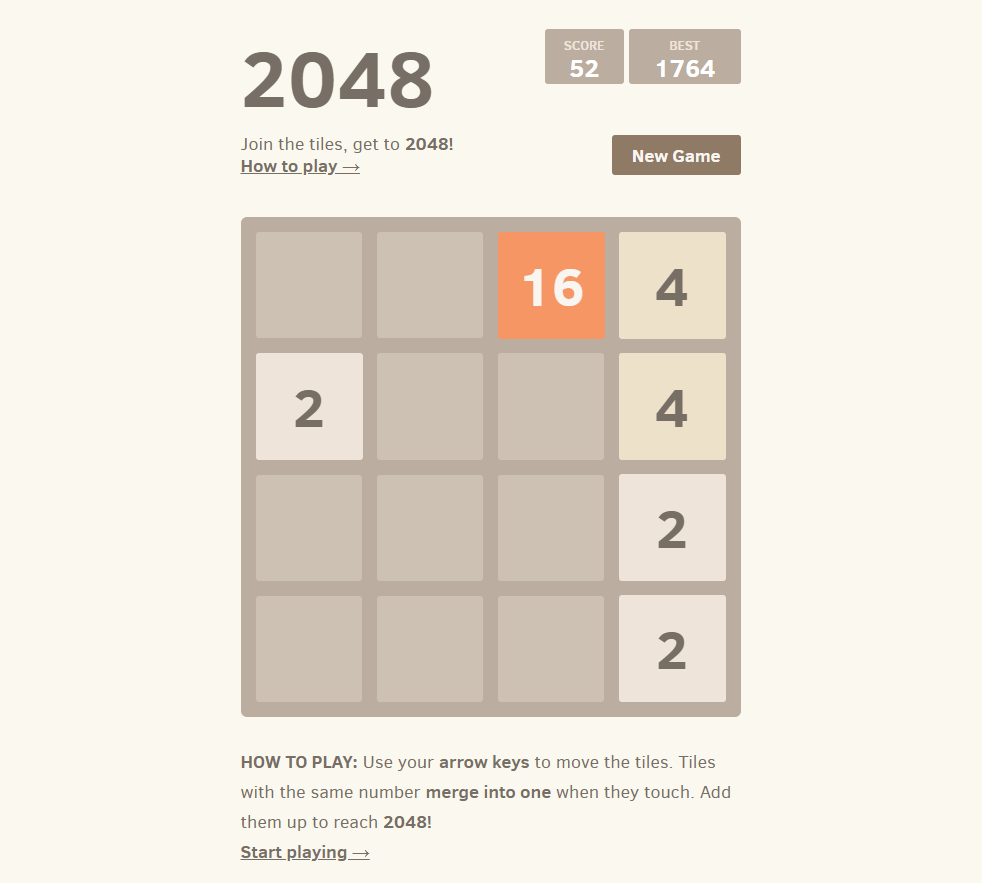 2048
SCORE
52
BEST
1764
Join the tiles, get to 2048!
How to play →
New Game
16
4
2
4
2
2
HOW TO PLAY: Use your arrow keys to move the tiles. Tiles
with the same number merge into one when they touch. Add
them up to reach 2048!
Start playing →